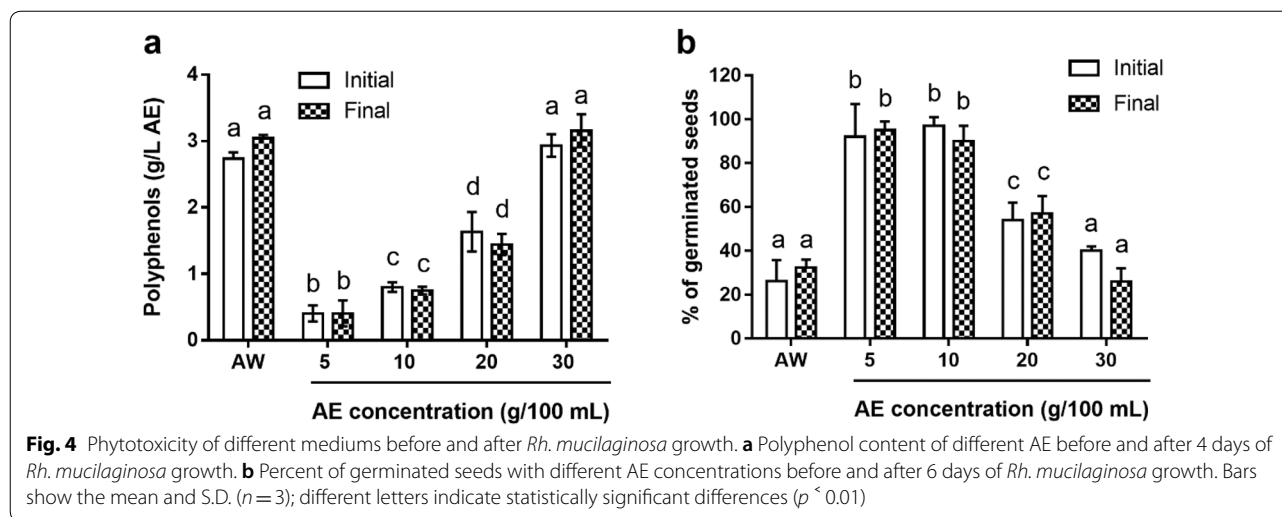 a
Initial
Final
Polyphenols (g/L AE)
4
3
2
1
0
a a b b c c d d a a
AW 5 10 20 30
AE concentration (g/100 mL)
b
Initial
Final
% of germinated seeds
120
100
80
60
40
20
0
a a b b b b c c a a
AW 5 10 20 30
AE concentration (g/100 mL)
Fig. 4 Phytotoxicity of different mediums before and after Rh. mucilaginosa growth. a Polyphenol content of different AE before and after 4 days of
Rh. mucilaginosa growth. b Percent of germinated seeds with different AE concentrations before and after 6 days of Rh. mucilaginosa growth. Bars
show the mean and S.D. (n = 3); different letters indicate statistically significant differences (p < 0.01)